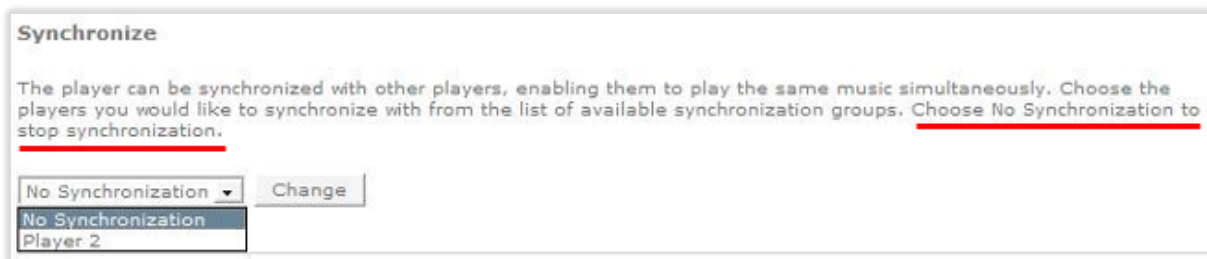 Synchronize
The player can be synchronized with other players, enabling them to play the same music simultaneously. Choose the
players you would like to synchronize with from the list of available synchronization groups. Choose No Synchronization to
stop synchronization.
No Synchronization Change
No Synchronization
Player 2